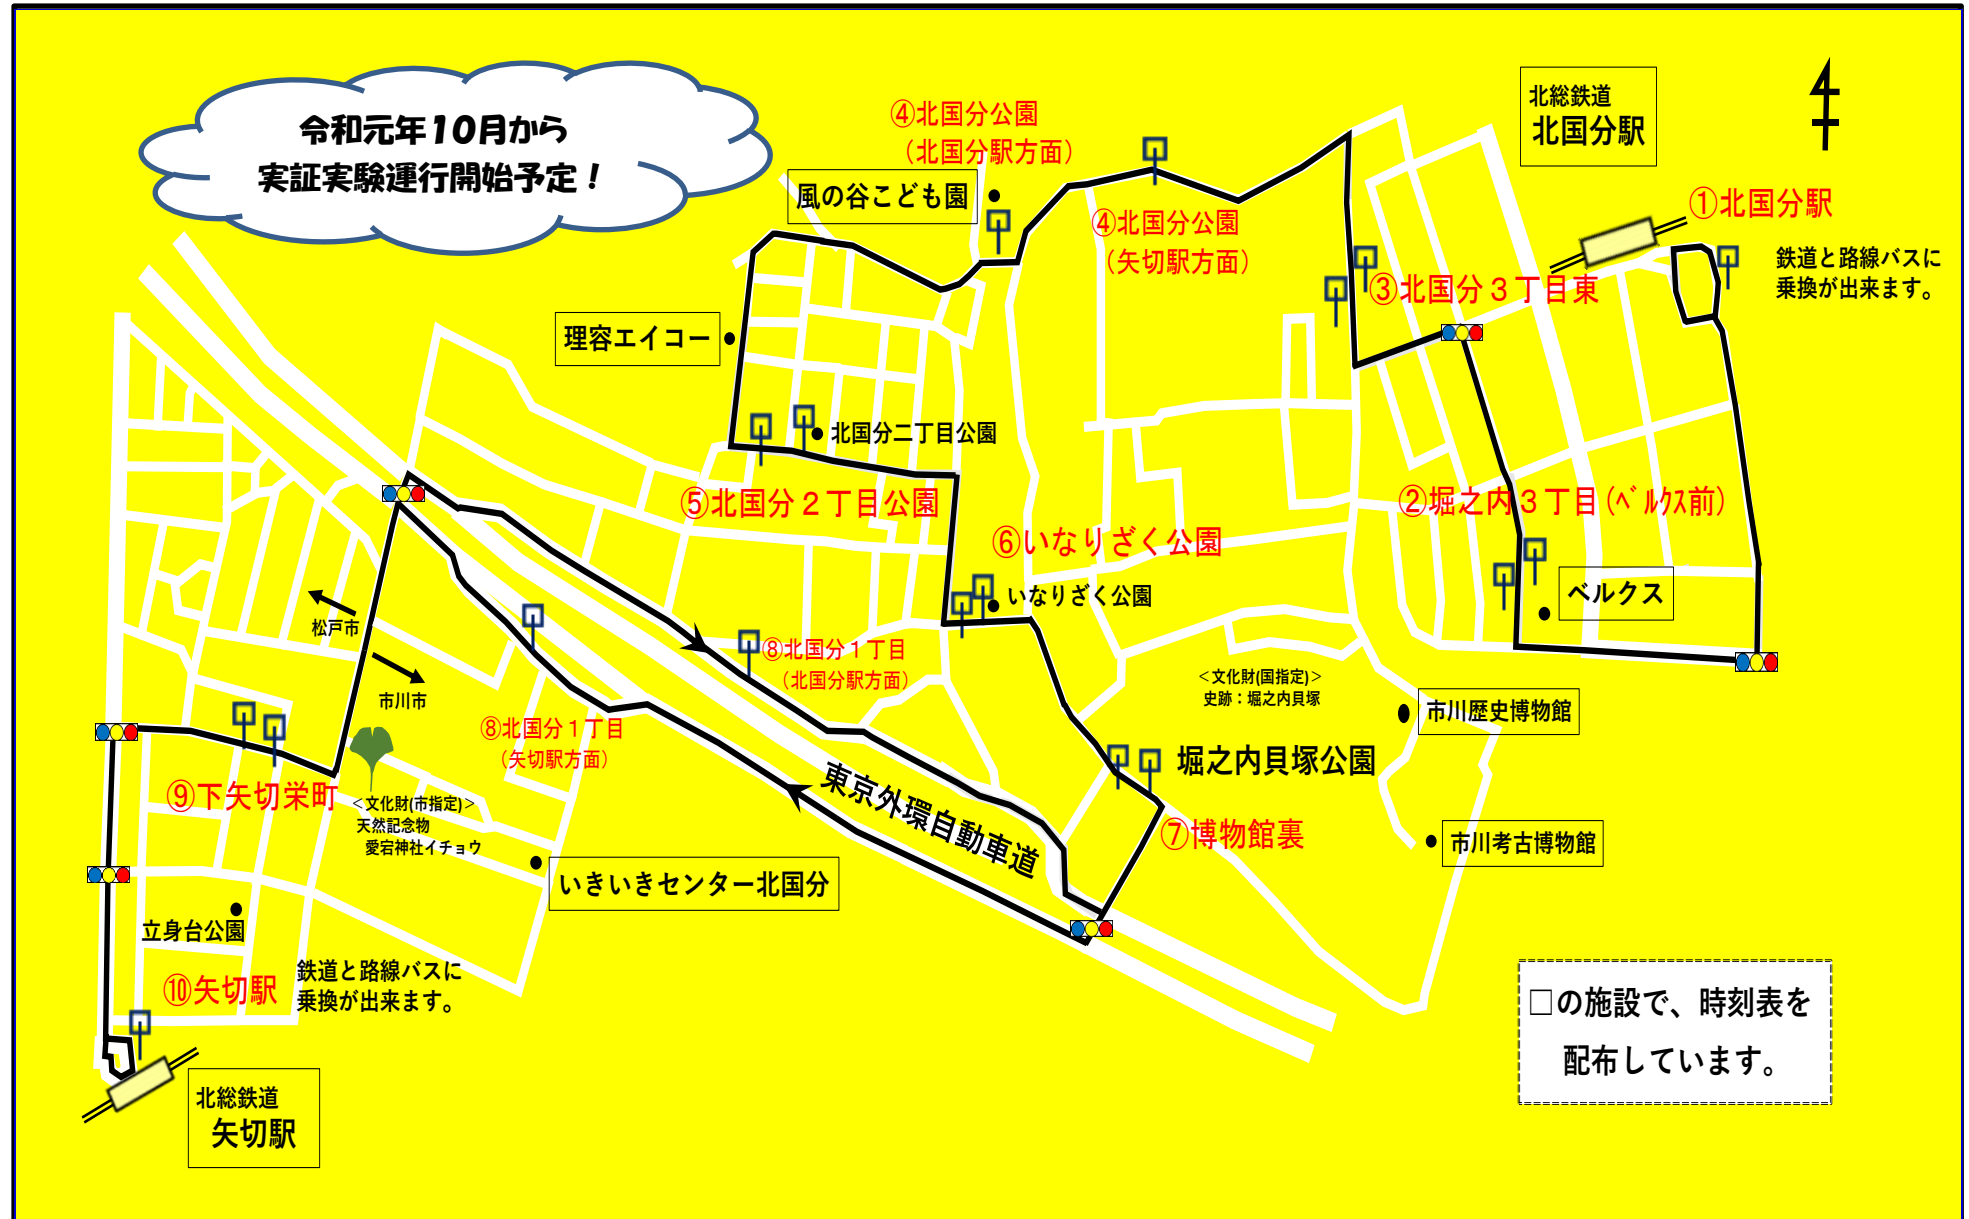 令和元年10月から
実証実験運行開始予定！
④北国分公園
（北国分駅方面）
風の谷こども園
④北国分公園
（矢切駅方面）
北総鉄道
北国分駅
①北国分駅
鉄道と路線バスに
乗換が出来ます。
③北国分３丁目東
理容エイコー
北国分二丁目公園
⑤北国分２丁目公園
②堀之内３丁目(ﾍﾞﾙｸｽ前)
⑥いなりざく公園
いなりざく公園
ベルクス
松戸市
市川市
⑧北国分１丁目
（北国分駅方面）
⑧北国分１丁目
（矢切駅方面）
＜文化財(国指定)＞
史跡：堀之内貝塚
市川歴史博物館
堀之内貝塚公園
⑦博物館裏
市川考古博物館
東京外環自動車道
⑨下矢切栄町
＜文化財(市指定)＞
天然記念物
愛宕神社イチョウ
いきいきセンター北国分
立身台公園
⑩矢切駅
鉄道と路線バスに
乗換が出来ます。
北総鉄道
矢切駅
□の施設で、時刻表を
配布しています。